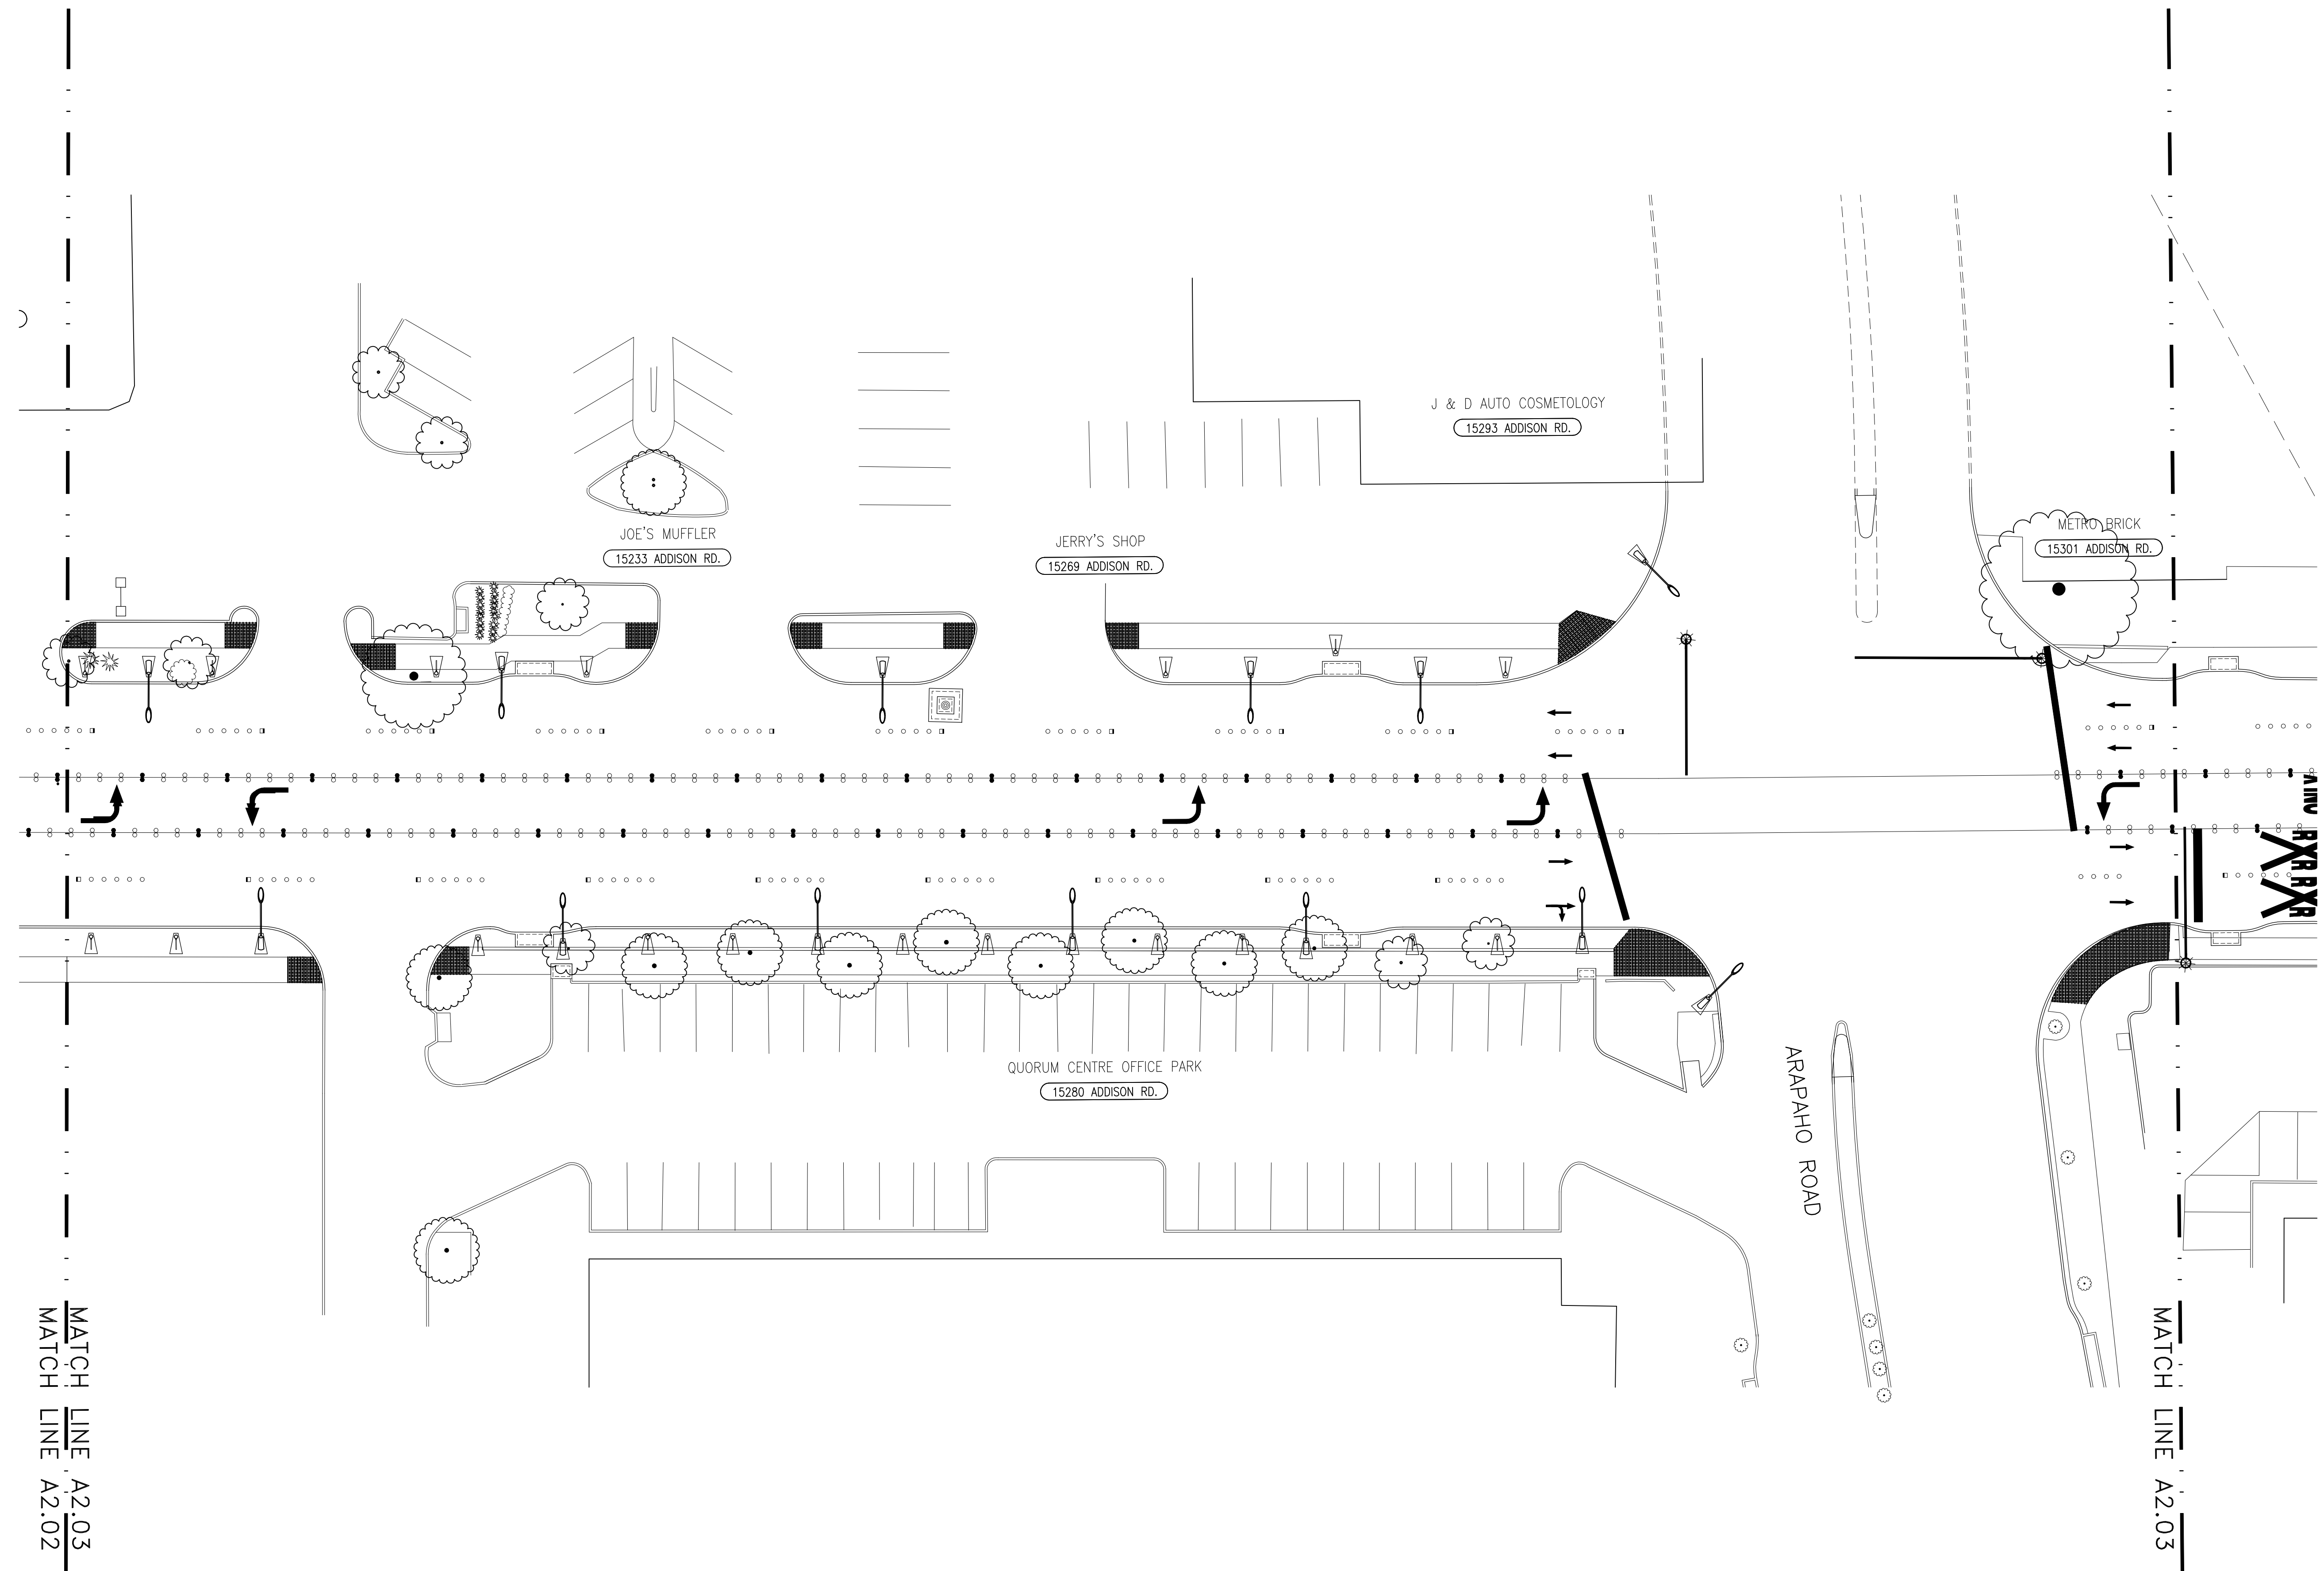 J & D AUTO COSMETOLOGY
15293 ADDISON RD.
JOE'S MUFFLER
15233 ADDISON RD.
JERRY'S SHOP
15269 ADDISON RD.
METRO BRICK
15301 ADDISON RD.
RXR
RXR
QUORUM CENTRE OFFICE PARK
15280 ADDISON RD.
ARAPAHO ROAD
MATCH LINE A2.03
MATCH LINE A2.02
MATCH LINE A2.03